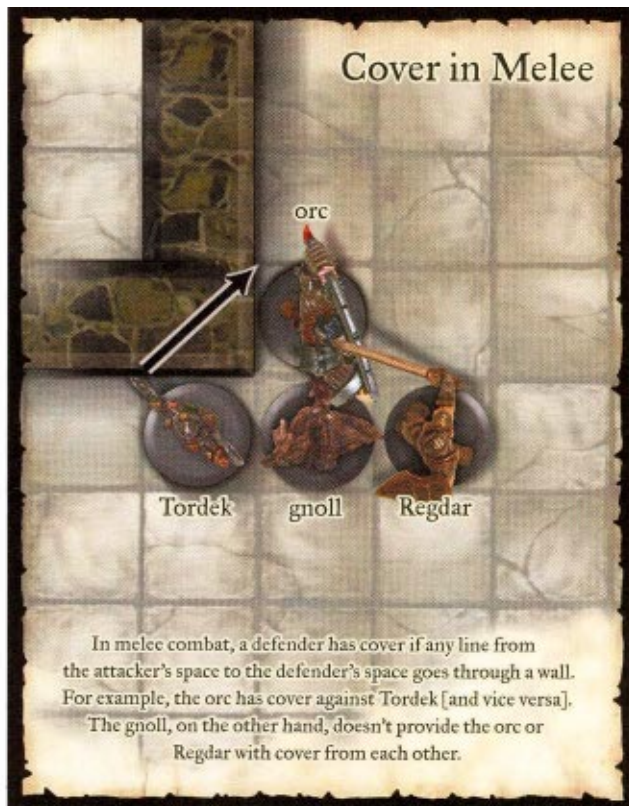 Cover in Melee
orc
Tordek
gnoll
Regdar
In melee combat, a defender has cover if any line from
the attacker's space to the defender's space goes through a wall.
For example, the orc has cover against Tordek [and vice versa].
The gnoll, on the other hand, doesn't provide the orc or
Regdar with cover from each other.